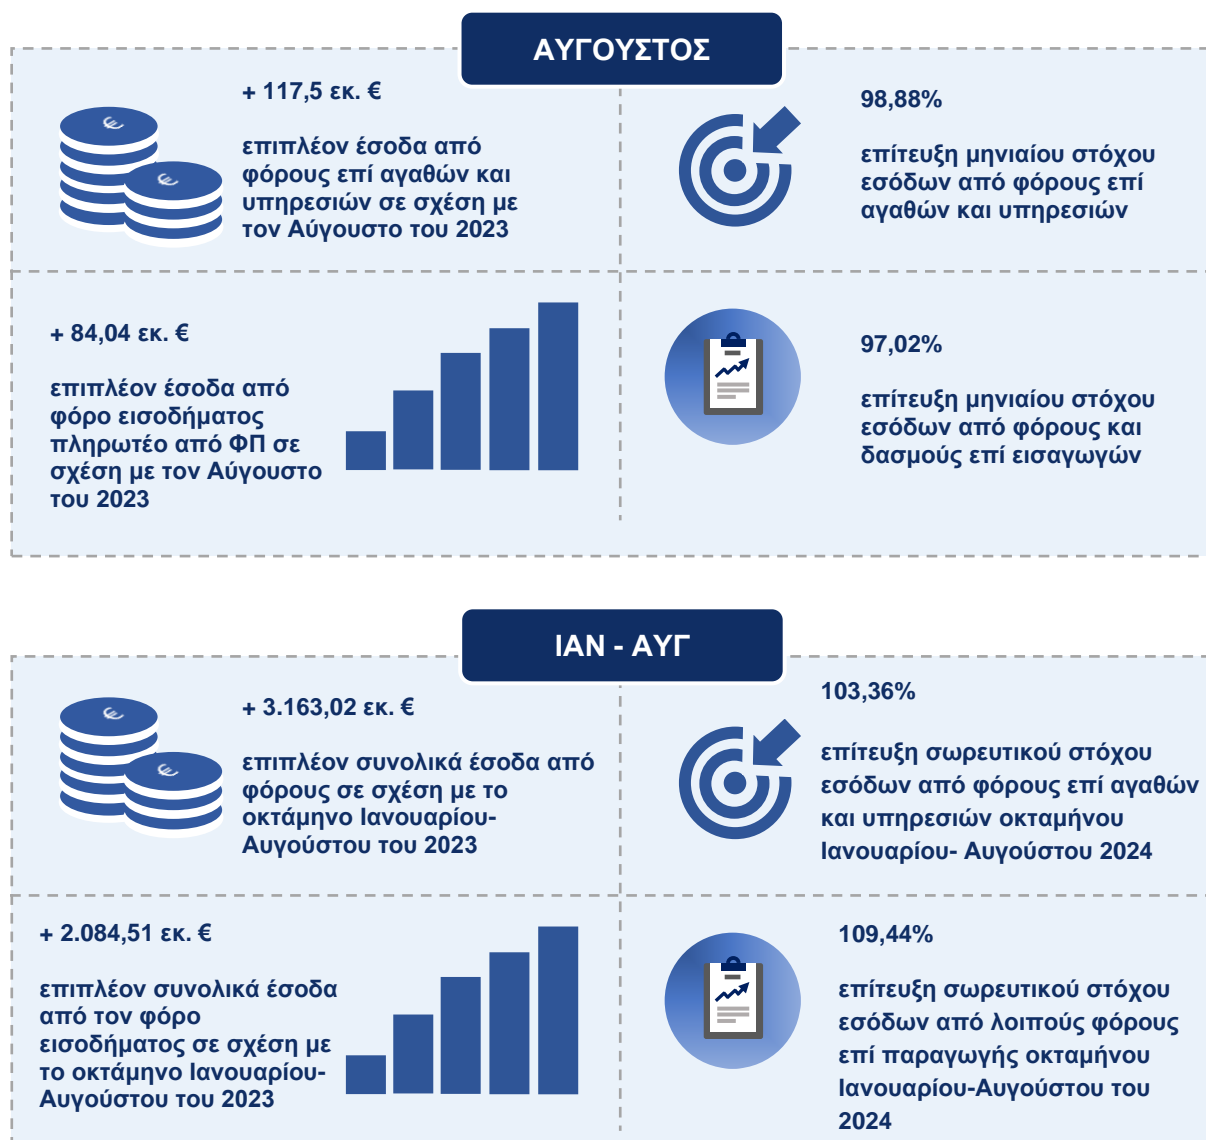 ΑΥΓΟΥΣΤΟΣ
+ 117,5 εκ. €
επιπλέον έσοδα από
φόρους επί αγαθών και
υπηρεσιών σε σχέση με
τον Αύγουστο του 2023
98,88%
επίτευξη μηνιαίου στόχου
εσόδων από φόρους επί
αγαθών και υπηρεσιών
+ 84,04 εκ. €
επιπλέον έσοδα από
φόρο εισοδήματος
πληρωτέο από ΦΠ σε
σχέση με τον Αύγουστο
του 2023
97,02%
επίτευξη μηνιαίου στόχου
εσόδων από φόρους και
δασμούς επί εισαγωγών
ΙΑΝ - ΑΥΓ
+ 3.163,02 εκ. €
επιπλέον συνολικά έσοδα από
φόρους σε σχέση με το
οκτάμηνο Ιανουαρίου-
Αυγούστου του 2023
103,36%
επίτευξη σωρευτικού στόχου
εσόδων από φόρους επί αγαθών
και υπηρεσιών οκταμήνου
Ιανουαρίου- Αυγούστου 2024
+ 2.084,51 εκ. €
επιπλέον συνολικά έσοδα
από τον φόρο
εισοδήματος σε σχέση με
το οκτάμηνο Ιανουαρίου-
Αυγούστου του 2023
109,44%
επίτευξη σωρευτικού στόχου
εσόδων από λοιπούς φόρους
επί παραγωγής οκταμήνου
Ιανουαρίου-Αυγούστου του
2024